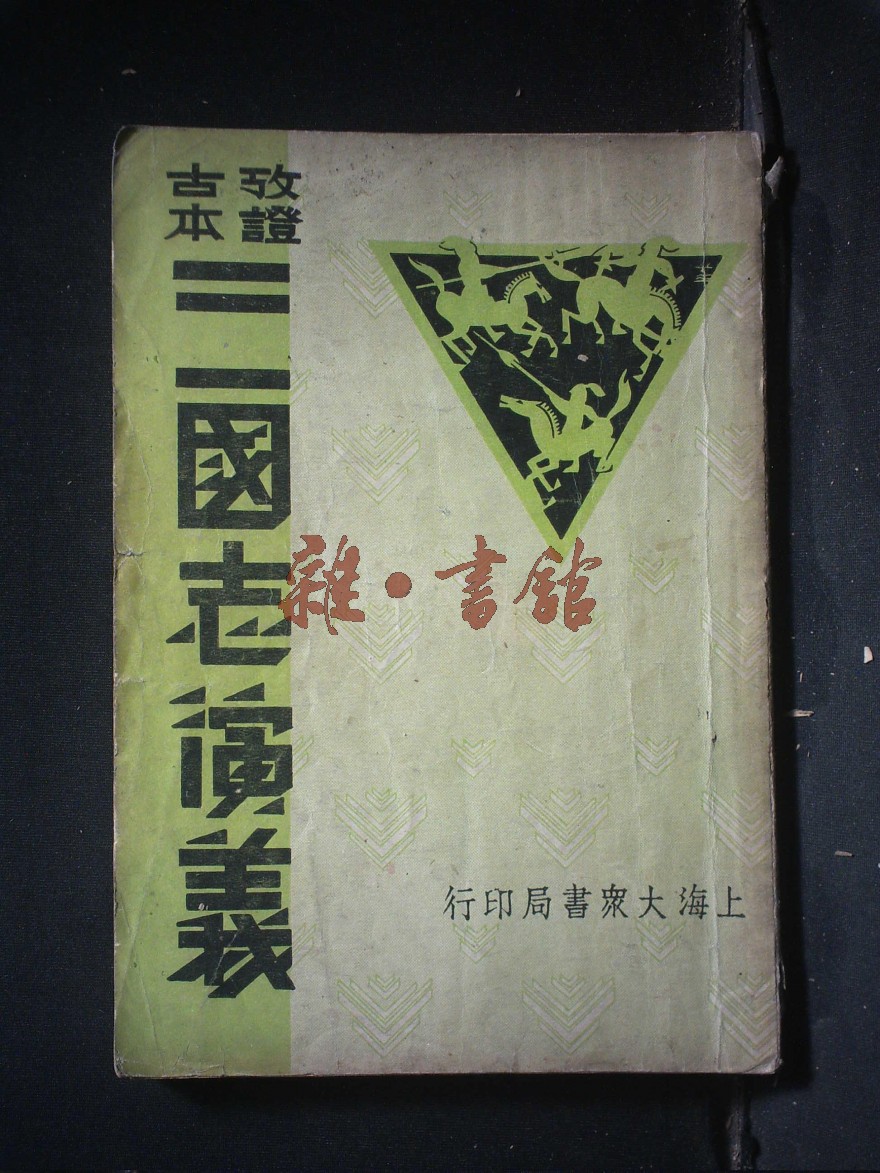 攷證
古本
三國志演義
雜·書館
上海大衆書局印行